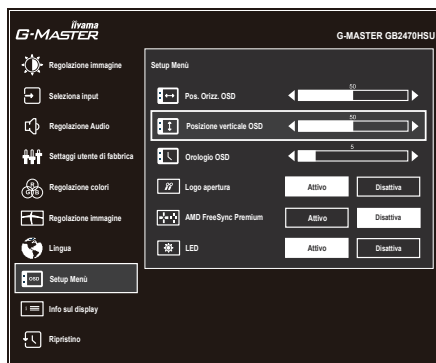 iiyama
G-MASTER
G-MASTER GB2470HSU
Regolazione immagine
Seleziona input
Regolazione Audio
Settaggi utente di fabbrica
Regolazione colori
Regolazione immagine
Lingua
OSD
Setup Menù
Info sul display
Ripristino
Setup Menù
50
Pos. Orizz. OSD
50
Posizione verticale OSD
5
Orologio OSD
Logo apertura
Attivo
Disattiva
AMD FreeSync Premium
Attivo
Disattiva
LED
Attivo
Disattiva